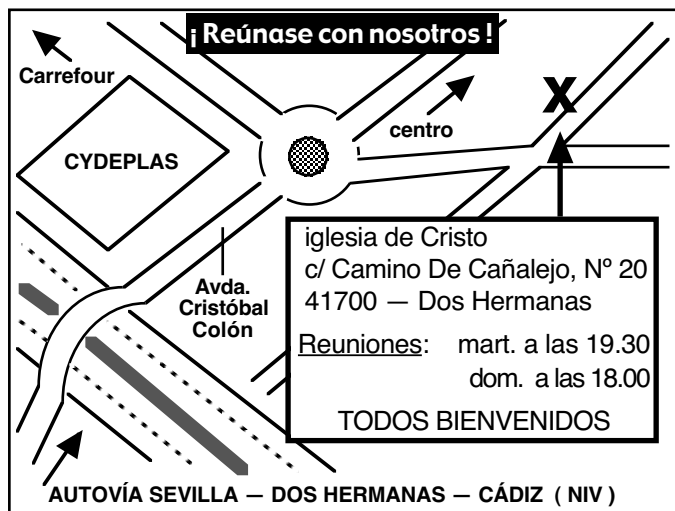 ¡ Reúnase con nosotros !
Carrefour
centro
X
CYDEPLAS
Avda.
Cristóbal
Colón
iglesia de Cristo
c/ Camino De Cañalejo, Nº 20
41700 — Dos Hermanas
Reuniones: mart. a las 19.30
dom. a las 18.00
TODOS BIENVENIDOS
AUTOVÍA SEVILLA — DOS HERMANAS — CÁDIZ ( NIV )